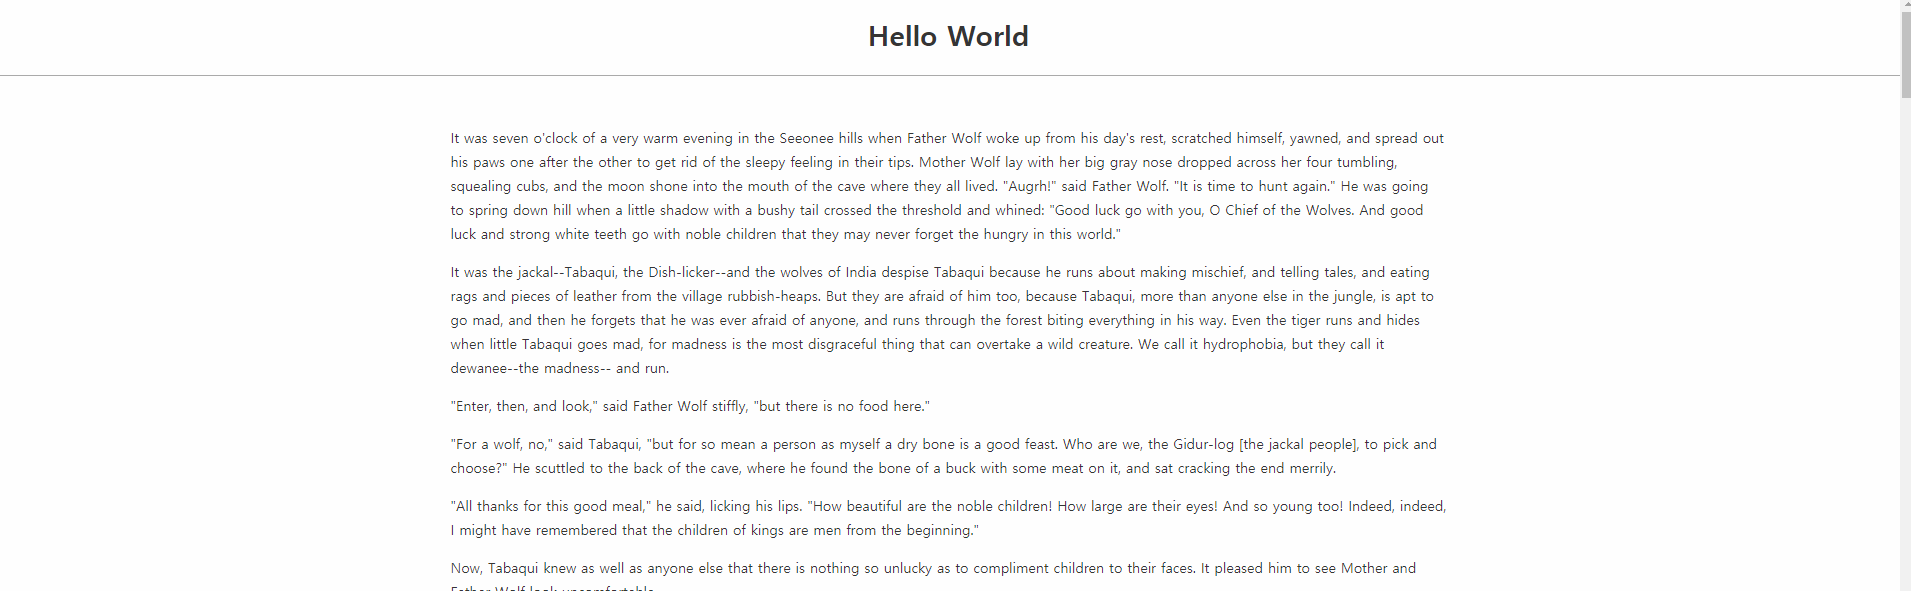 Hello World
It was seven o'clock of a very warm evening in the Seeonee hills when Father Wolf woke up from his day's rest, scratched himself, yawned, and spread out
his paws one after the other to get rid of the sleepy feeling in their tips. Mother Wolf lay with her big gray nose dropped across her four tumbling,
squealing cubs, and the moon shone into the mouth of the cave where they all lived. "Augrh!" said Father Wolf. "It is time to hunt again." He was going
to spring down hill when a little shadow with a bushy tail crossed the threshold and whined: "Good luck go with you, O Chief of the Wolves. And good
luck and strong white teeth go with noble children that they may never forget the hungry in this world."
It was the jackal--Tabaqui, the Dish-licker--and the wolves of India despise Tabaqui because he runs about making mischief, and telling tales, and eating
rags and pieces of leather from the village rubbish-heaps. But they are afraid of him too, because Tabaqui, more than anyone else in the jungle, is apt to
go mad, and then he forgets that he was ever afraid of anyone, and runs through the forest biting everything in his way. Even the tiger runs and hides
when little Tabaqui goes mad, for madness is the most disgraceful thing that can overtake a wild creature. We call it hydrophobia, but they call it
dewanee--the madness-- and run.
"Enter, then, and look," said Father Wolf stiffly, "but there is no food here."
"For a wolf, no," said Tabaqui, "but for so mean a person as myself a dry bone is a good feast. Who are we, the Gidur-log [the jackal people], to pick and
choose?" He scuttled to the back of the cave, where he found the bone of a buck with some meat on it, and sat cracking the end merrily.
"All thanks for this good meal," he said, licking his lips. "How beautiful are the noble children! How large are their eyes! And so young too! Indeed, indeed,
I might have remembered that the children of kings are men from the beginning."
Now, Tabaqui knew as well as anyone else that there is nothing so unlucky as to compliment children to their faces. It pleased him to see Mother and
Father Wolf look uncomfortable.